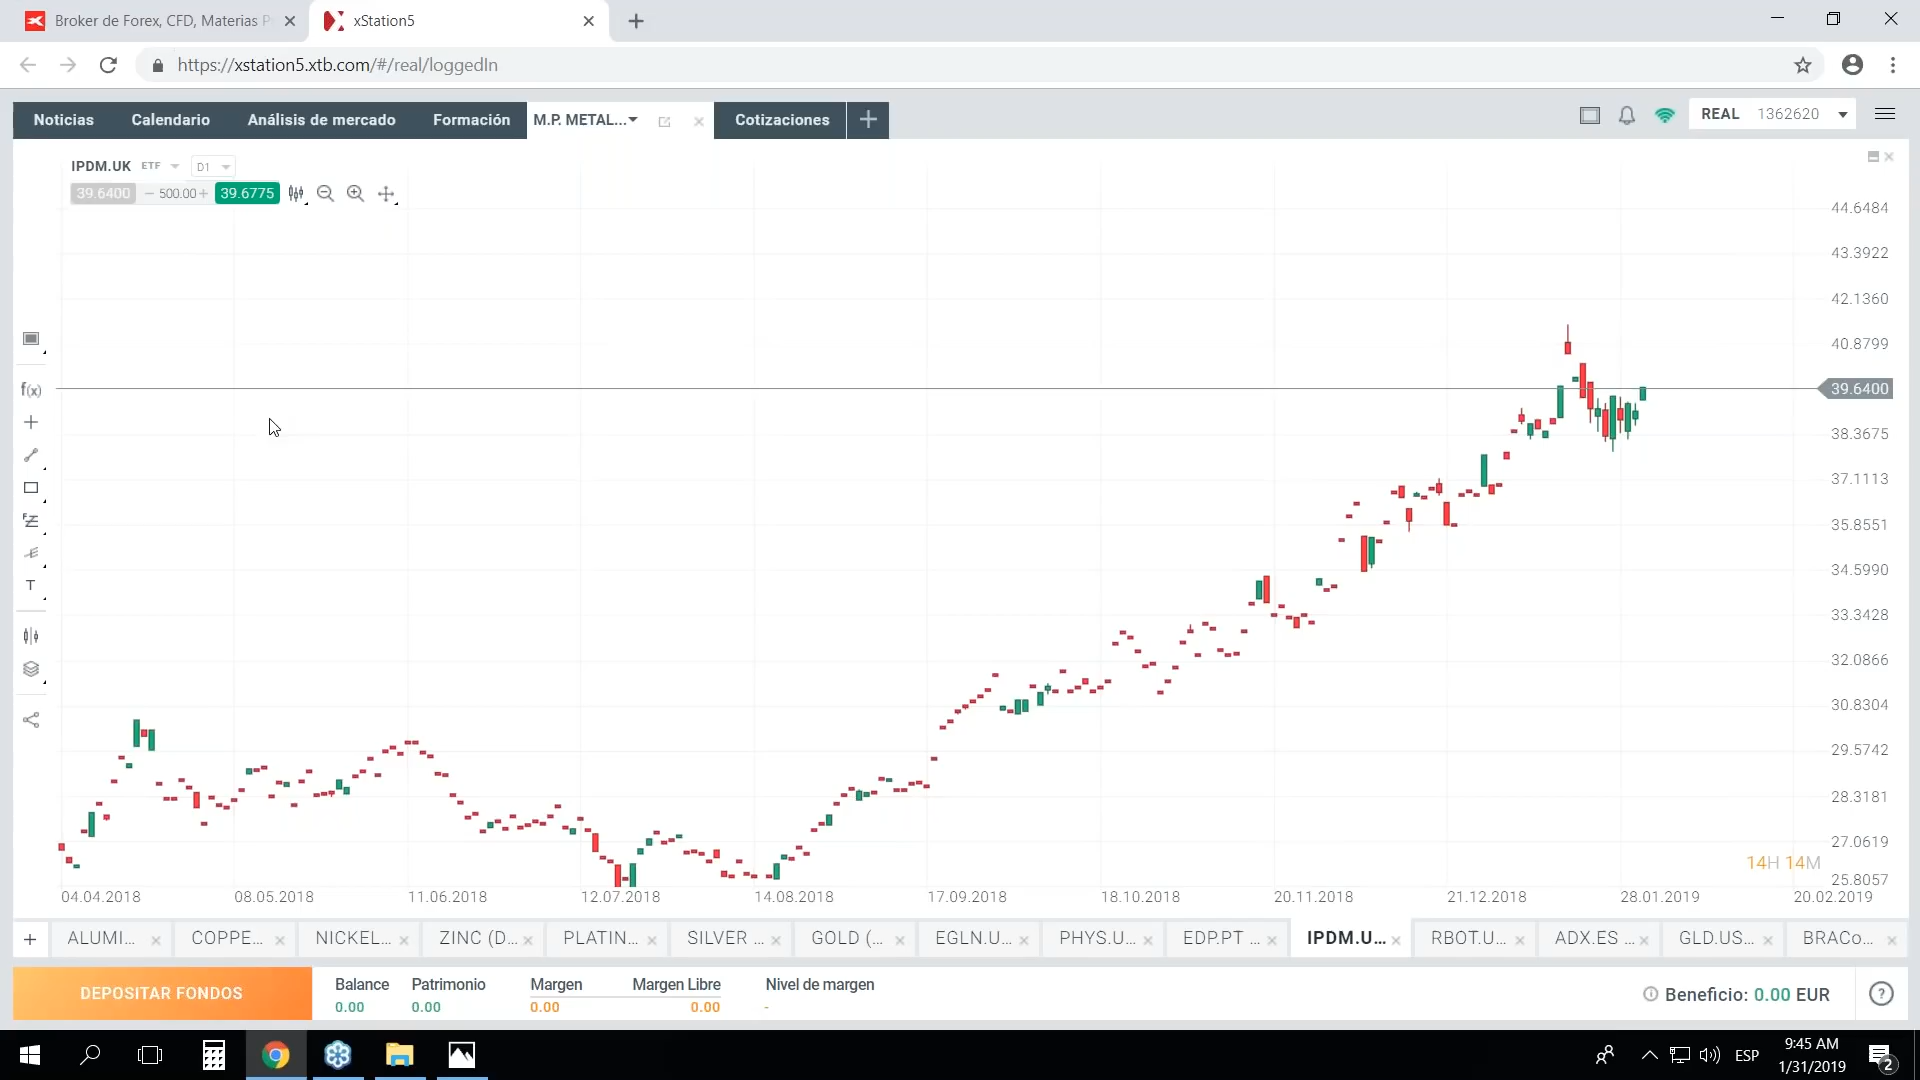 Broker de Forex, CFD, Materias P
xStation5
https://xstation5.xtb.com/#/real/loggedIn
Noticias
Calendario
Análisis de mercado
Formación
M.P. METAL...
Cotizaciones
REAL 1362620
IPDM.UK ETF D1
39.6400 − 500.00 + 39.6775
44.6484
43.3922
42.1360
40.8799
39.6400
38.3675
37.1113
35.8551
34.5990
33.3428
32.0866
30.8304
29.5742
28.3181
27.0619
25.8057
f(x)
T
14H 14M
04.04.2018 08.05.2018 11.06.2018 12.07.2018 14.08.2018 17.09.2018 18.10.2018 20.11.2018 21.12.2018 28.01.2019 20.02.2019
+ ALUMI... COPPE... NICKEL... ZINC (D... PLATIN... SILVER ... GOLD (... EGLN.U... PHYS.U... EDP.PT ... IPDM.U... RBOT.U... ADX.ES ... GLD.US... BRACo...
DEPOSITAR FONDOS
Balance Patrimonio Margen Margen Libre Nivel de margen
0.00 0.00 0.00 0.00 -
Beneficio: 0.00 EUR
?
ESP
9:45 AM
1/31/2019
2